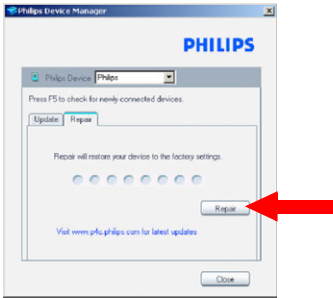 Philips Device Manager
PHILIPS
Philips Device Philips
Press F5 to check for newly connected devices.
Update Repair
Repair will restore your device to the factory settings.
Repair
Visit www.p4c.philips.com for latest updates
Close